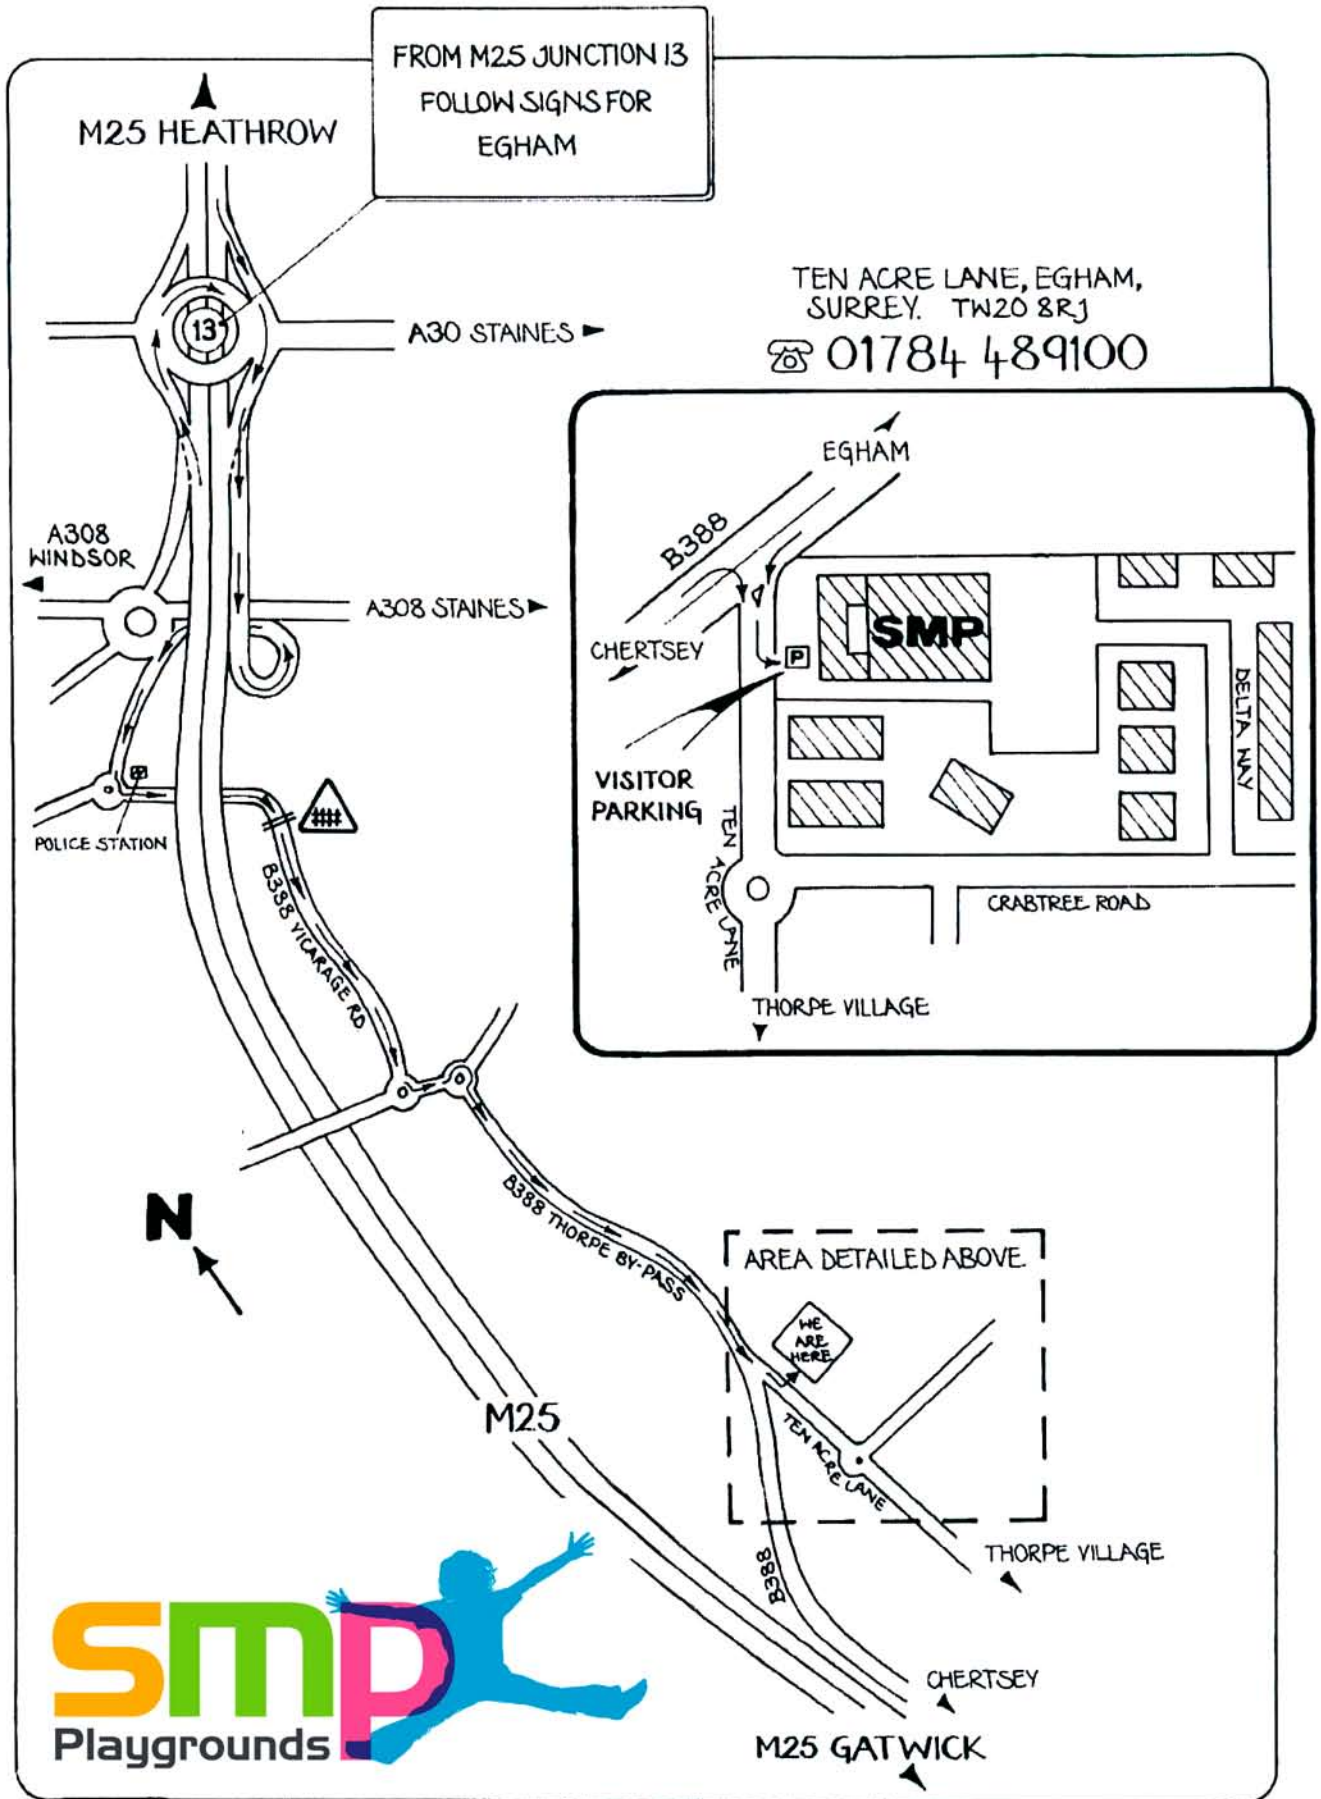 FROM M25 JUNCTION 13
FOLLOW SIGNS FOR
EGHAM
M25 HEATHROW
13
A30 STAINES
TEN ACRE LANE, EGHAM,
SURREY. TW20 8RJ
01784 489100
A308
WINDSOR
A308 STAINES
POLICE STATION
B388 VICARAGE RD
EGHAM
B388
CHERTSEY
P
SMP
VISITOR
PARKING
DELTA WAY
TEN ACRE LANE
CRABTREE ROAD
THORPE VILLAGE
N
B388 THORPE BY-PASS
AREA DETAILED ABOVE
WE
ARE
HERE
TEN ACRE LANE
M25
B388
THORPE VILLAGE
CHERTSEY
M25 GATWICK
smp
Playgrounds